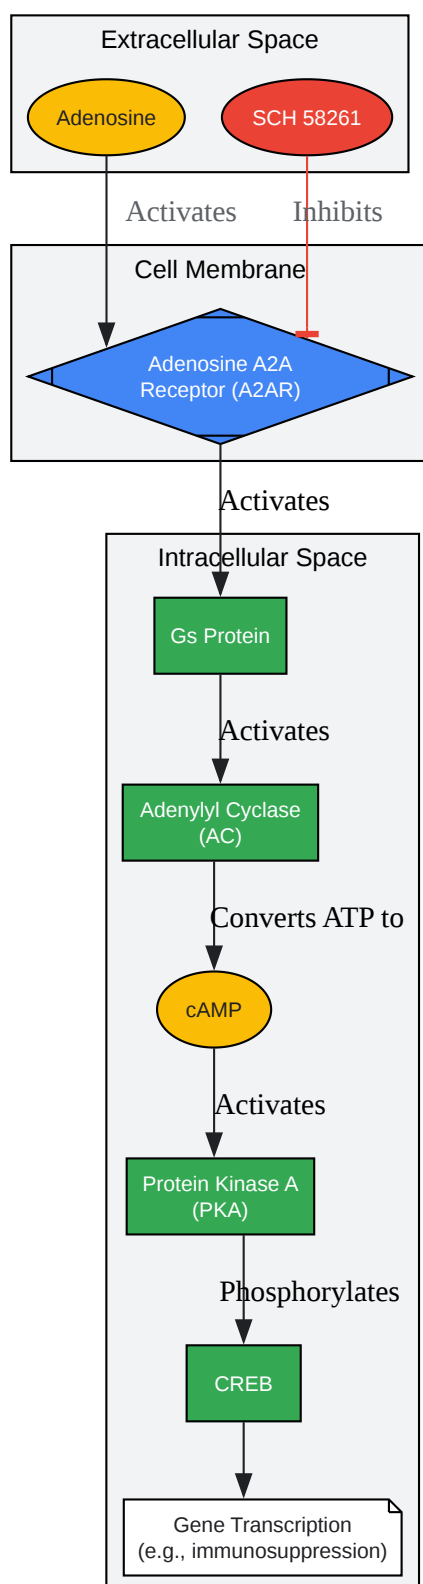 Extracellular Space
Adenosine
SCH 58261
Activates
Inhibits
Cell Membrane
Adenosine A2A
Receptor (A2AR)
Activates
Intracellular Space
Gs Protein
Activates
Adenylyl Cyclase
(AC)
Converts ATP to
cAMP
Activates
Protein Kinase A
(PKA)
Phosphorylates
CREB
Gene Transcription
(e.g., immunosuppression)